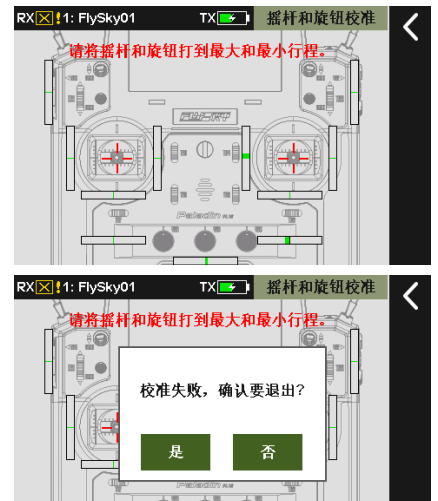 RX 1: FlySky01 TX 摇杆和旋钮校准
请将摇杆和旋钮打到最大和最小行程。
FLYSKY
Paladin
RX 1: FlySky01 TX 摇杆和旋钮校准
请将摇杆和旋钮打到最大和最小行程。
校准失败，确认要退出?
是 否
Paladin